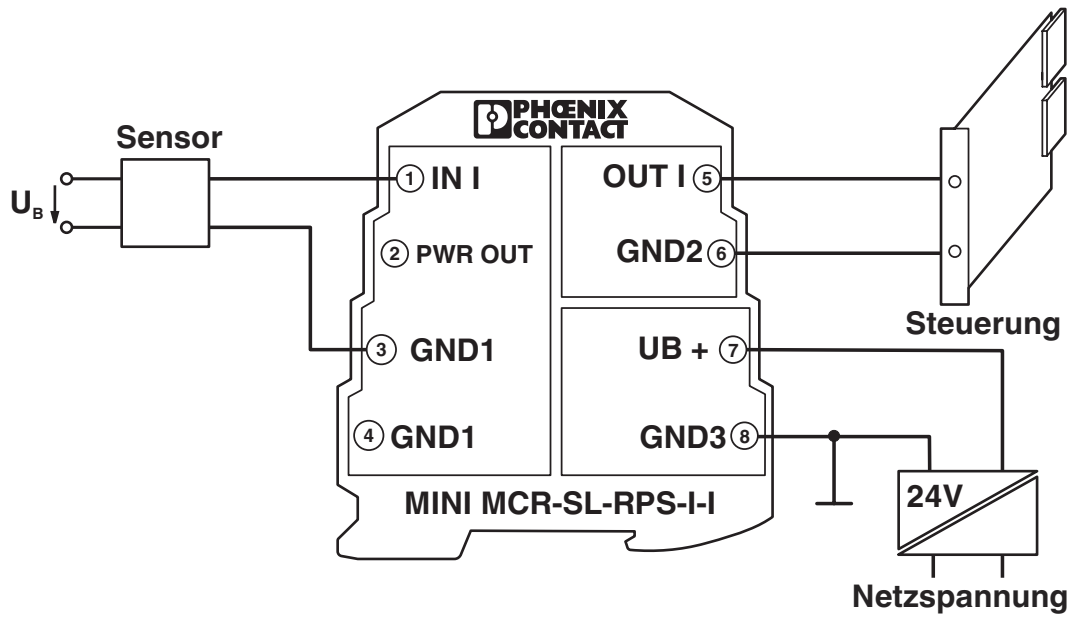 PHŒNIX
CONTACT
Sensor
UB
1 IN I
2 PWR OUT
3 GND1
4 GND1
OUT I 5
GND2 6
UB + 7
GND3 8
MINI MCR-SL-RPS-I-I
Steuerung
24V
Netzspannung